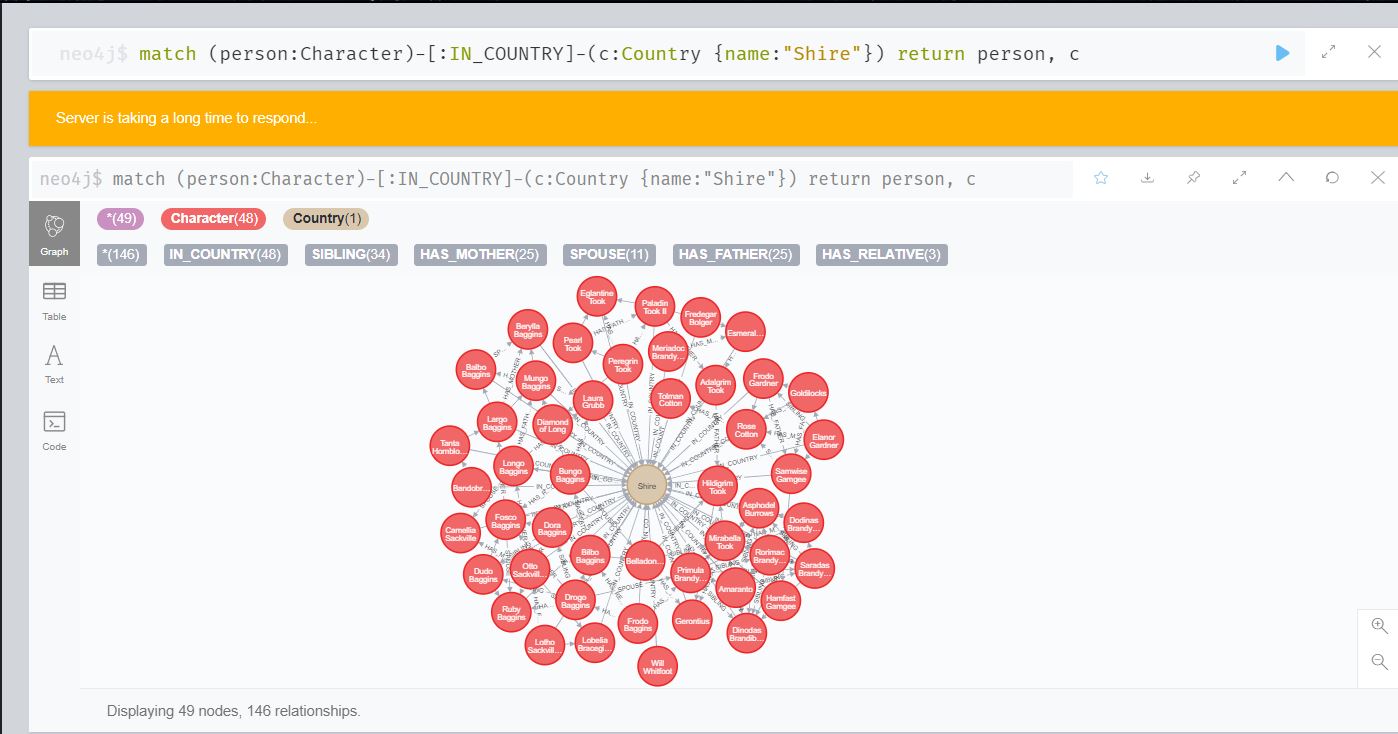 neo4j$ match (person:Character)-[:IN_COUNTRY]-(c:Country {name:"Shire"}) return person, c
Server is taking a long time to respond...
neo4j$ match (person:Character)-[:IN_COUNTRY]-(c:Country {name:"Shire"}) return person, c
*(49) Character(48) Country(1)
*(146) IN_COUNTRY(48) SIBLING(34) HAS_MOTHER(25) SPOUSE(11) HAS_FATHER(25) HAS_RELATIVE(3)
Graph
Table
Text
Code
Eglantine
Took
Paladin
Took II
Fredegar
Bolger
Esmeral...
Berylla
Baggins
Pearl
Took
Peregrin
Took
Meriadoc
Brandy...
Balbo
Baggins
Mungo
Baggins
Laura
Grubb
Tolman
Cotton
Adalgrim
Took
Frodo
Gardner
Goldilocks
Largo
Baggins
Diamond
of Long
Rose
Cotton
Elanor
Gardner
Tanta
Hornblo...
Longo
Baggins
Bungo
Baggins
Shire
Hildigrim
Took
Samwise
Gamgee
Bandobr...
Asphodel
Burrows
Camellia
Sackville
Fosco
Baggins
Dora
Baggins
Mirabella
Took
Dodinas
Brandy...
Dudo
Baggins
Otto
Sackvill...
Bilbo
Baggins
Belladon...
Primula
Brandy...
Rorimac
Brandy...
Saradas
Brandy...
Amaranto
Hamfast
Gamgee
Ruby
Baggins
Drogo
Baggins
Frodo
Baggins
Gerontius
Dinodas
Brandib...
Lotho
Sackvill...
Lobelia
Bracegi...
Will
Whitfoot
Displaying 49 nodes, 146 relationships.